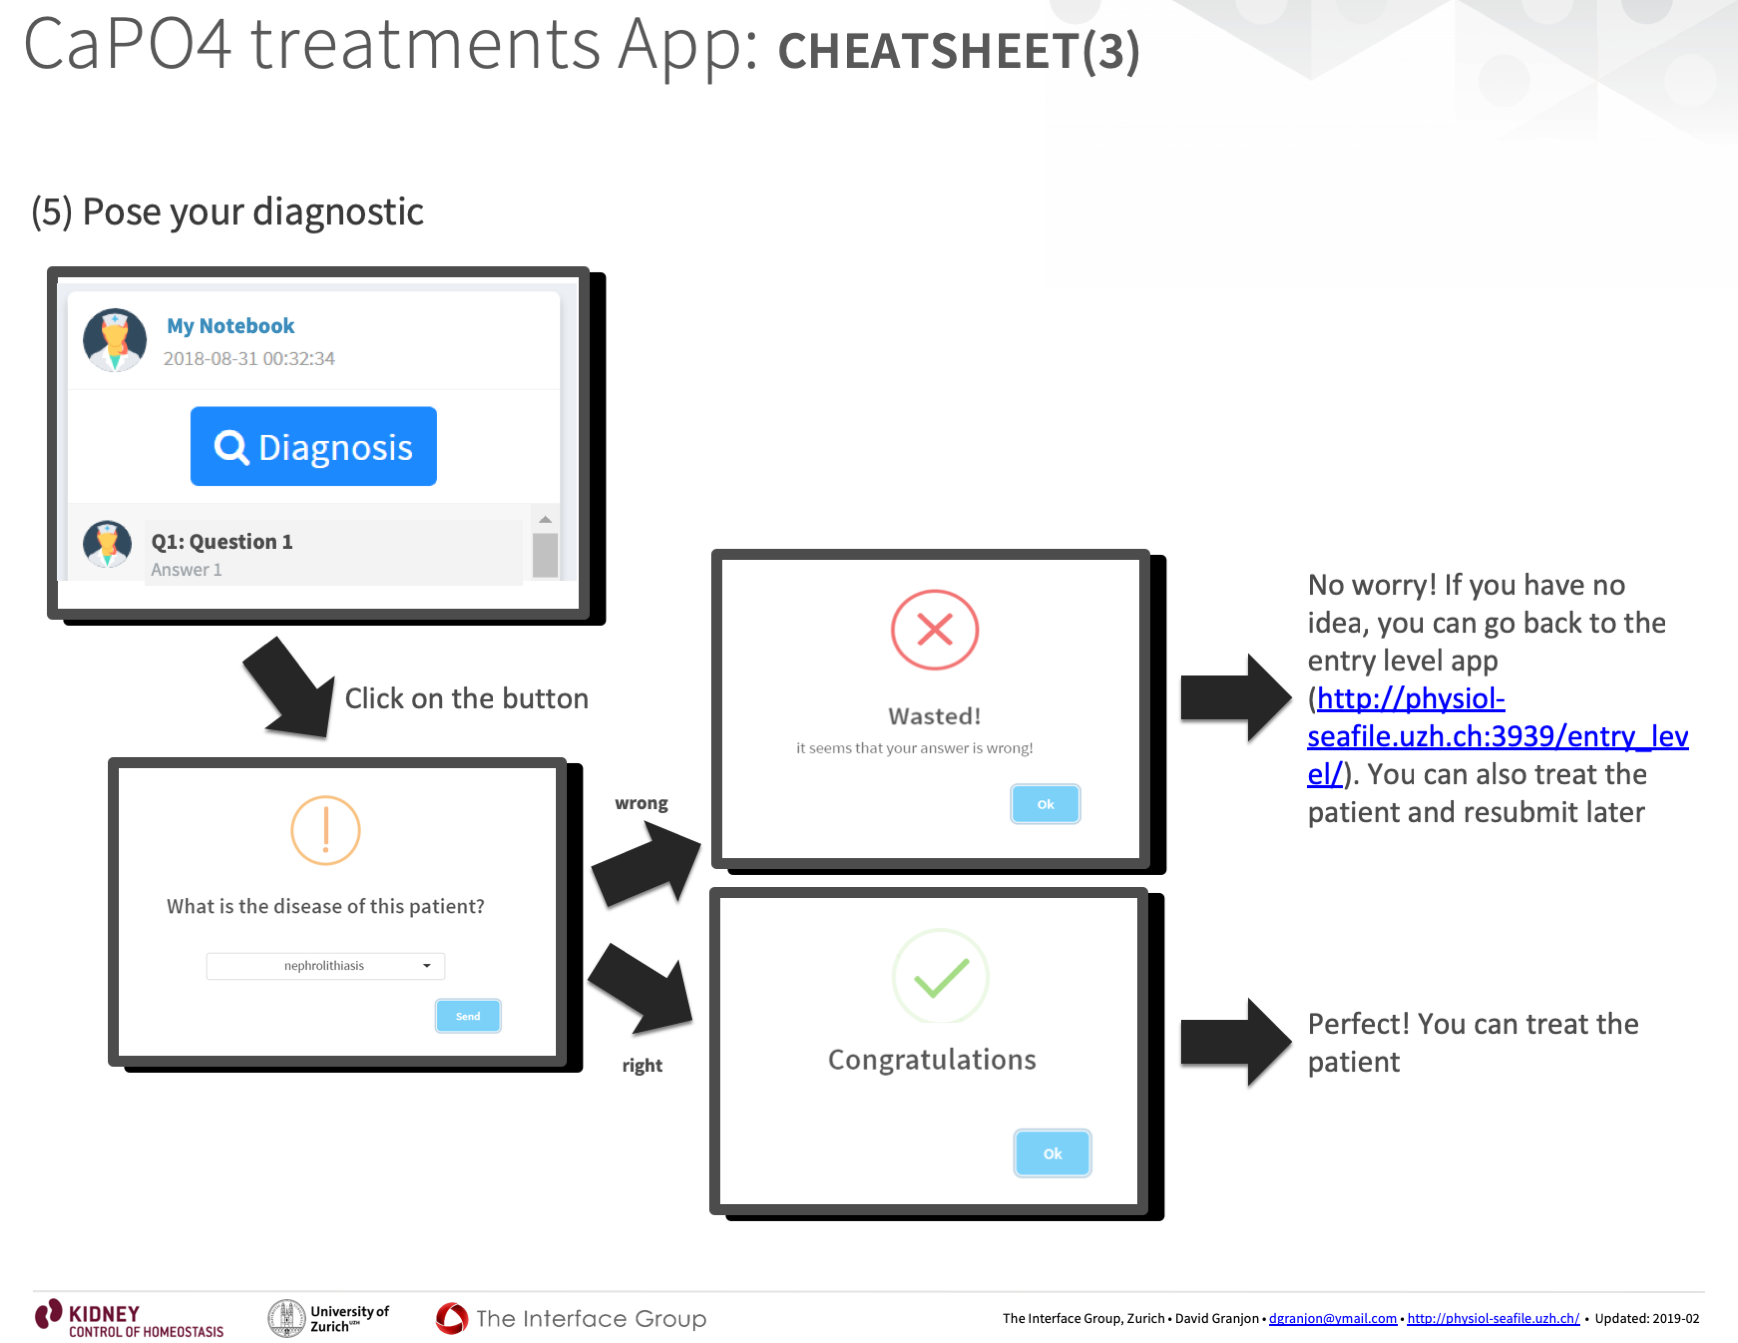 CaPO4 treatments App: CHEATSHEET(3)
(5) Pose your diagnostic
My Notebook
2018-08-31 00:32:34
Diagnosis
Q1: Question 1
Answer 1
Click on the button
What is the disease of this patient?
nephrolithiasis
Send
wrong
right
Wasted!
it seems that your answer is wrong!
Ok
Congratulations
Ok
No worry! If you have no
idea, you can go back to the
entry level app
(http://physiol-
seafile.uzh.ch:3939/entry_lev
el/). You can also treat the
patient and resubmit later
Perfect! You can treat the
patient
KIDNEY
CONTROL OF HOMEOSTASIS
University of
Zurich UZH
The Interface Group
The Interface Group, Zurich • David Granjon • dgranjon@ymail.com • http://physiol-seafile.uzh.ch/ • Updated: 2019-02